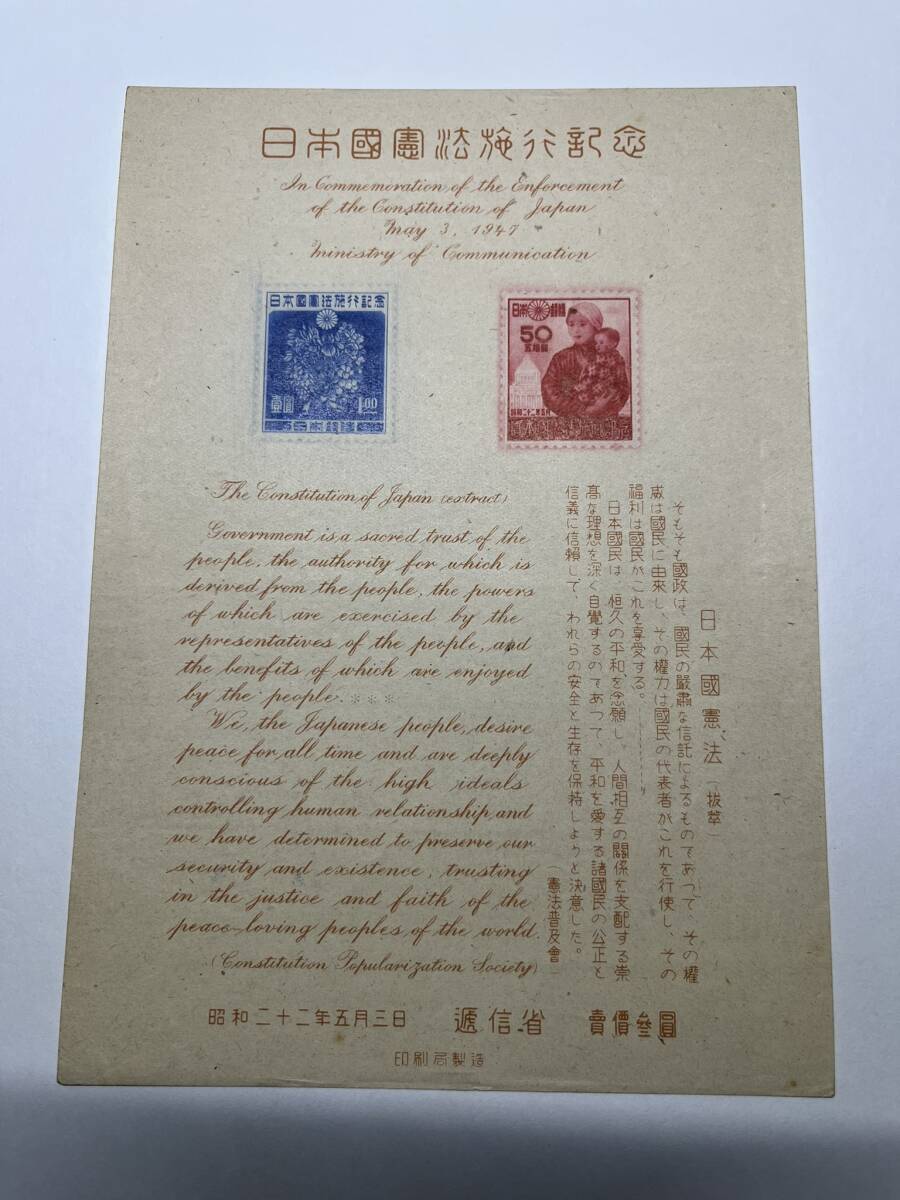 日本國憲法施行記念
In Commemoration of the Enforcement
of the Constitution of Japan
May 3, 1947
Ministry of Communication
日本國憲法施行記念
壹圓
1.00
日本郵便
50
五拾錢
昭和二十二年五月
The Constitution of Japan (extract)
Government is a sacred trust of the
people, the authority for which is
derived from the people, the powers
of which are exercised by the
representatives of the people, and
the benefits of which are enjoyed
by the people. ※※※
We, the Japanese people, desire
peace for all time and are deeply
conscious of the high ideals
controlling human relationship and
we have determined to preserve our
security and existence, trusting
in the justice and faith of the
peace-loving peoples of the world.
(Constitution Popularization Society)
日本國憲法（拔萃）
そもそも國政は、國民の嚴肅な信託によるものであつて、その權
威は國民に由來し、その權力は國民の代表者がこれを行使し、その
福利は國民がこれを享受する。………
日本國民は、恒久の平和を念願し、人間相互の關係を支配する崇
高な理想を深く自覺するのであつて、平和を愛する諸國民の公正と
信義に信賴して、われらの安全と生存を保持しようと決意した。
（憲法普及會）
昭和二十二年五月三日 遞信省 賣價參圓
印刷局製造